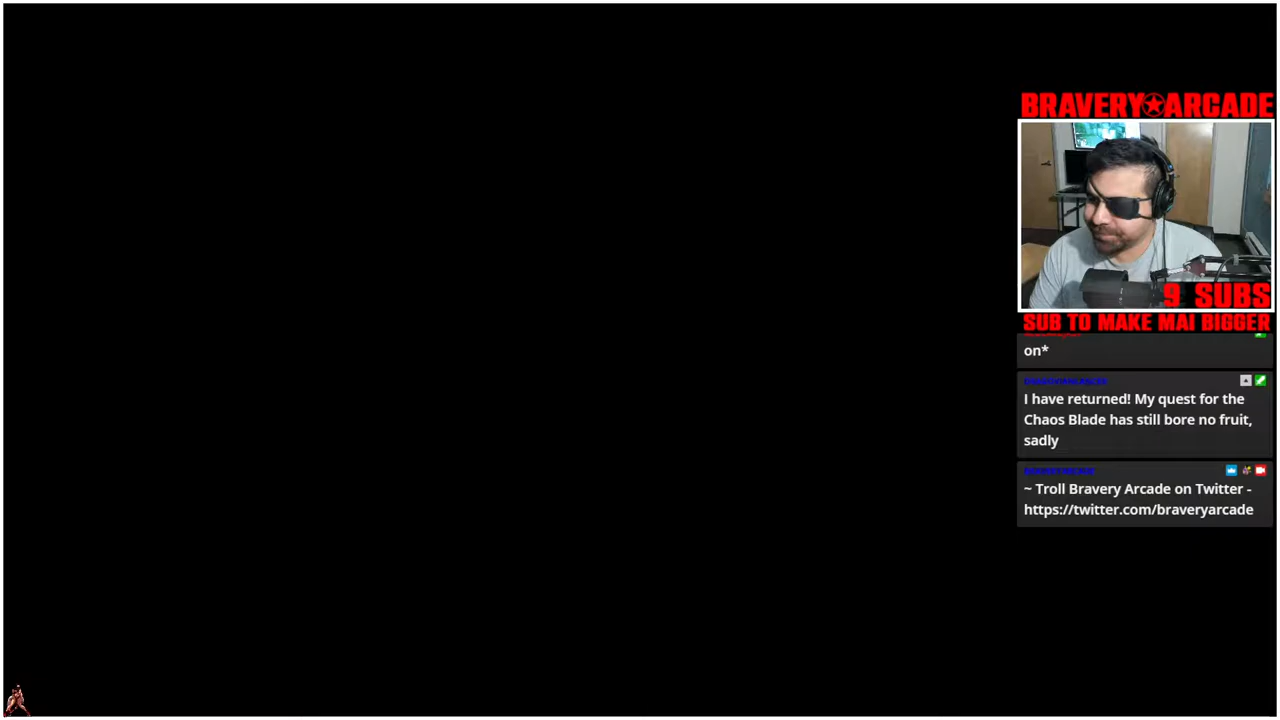 BRAVERY ARCADE
9 SUBS
SUB TO MAKE MAI BIGGER
on*
I have returned! My quest for the
Chaos Blade has still bore no fruit,
sadly
~ Troll Bravery Arcade on Twitter -
https://twitter.com/braveryarcade